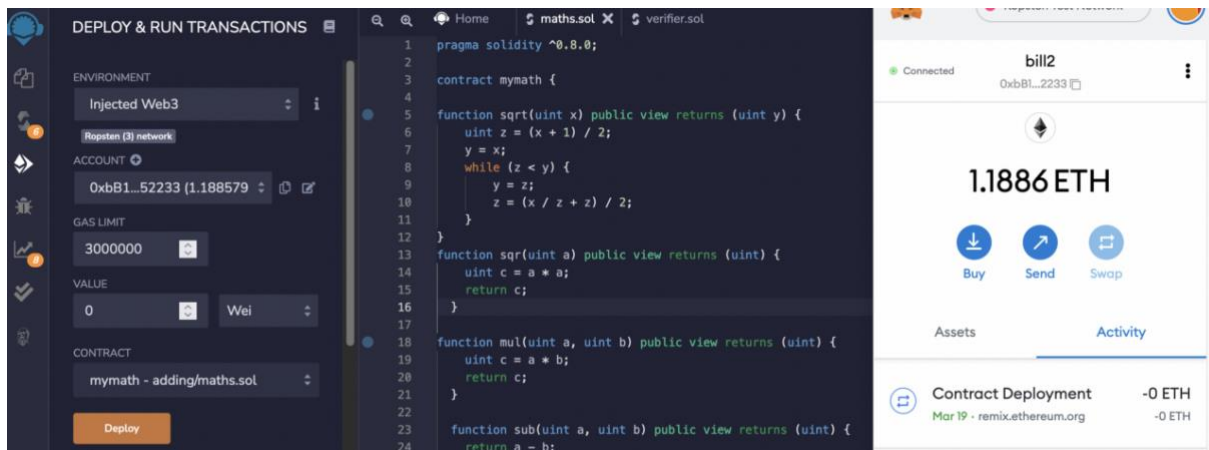 DEPLOY & RUN TRANSACTIONS
ENVIRONMENT
Injected Web3
i
Ropsten (3) network
ACCOUNT
0xbB1...52233 (1.188579
GAS LIMIT
3000000
VALUE
0
Wei
CONTRACT
mymath - adding/maths.sol
Deploy
Home
maths.sol
verifier.sol
1 pragma solidity ^0.8.0;
2
3 contract mymath {
4
5 function sqrt(uint x) public view returns (uint y) {
6 uint z = (x + 1) / 2;
7 y = x;
8 while (z < y) {
9 y = z;
10 z = (x / z + z) / 2;
11 }
12 }
13 function sqr(uint a) public view returns (uint) {
14 uint c = a * a;
15 return c;
16 }
17
18 function mul(uint a, uint b) public view returns (uint) {
19 uint c = a * b;
20 return c;
21 }
22
23 function sub(uint a, uint b) public view returns (uint) {
24 return a - b;
Ropsten Test Network
Connected
bill2
0xbB1...2233
1.1886 ETH
Buy
Send
Swap
Assets
Activity
Contract Deployment
-0 ETH
Mar 19 · remix.ethereum.org
-0 ETH